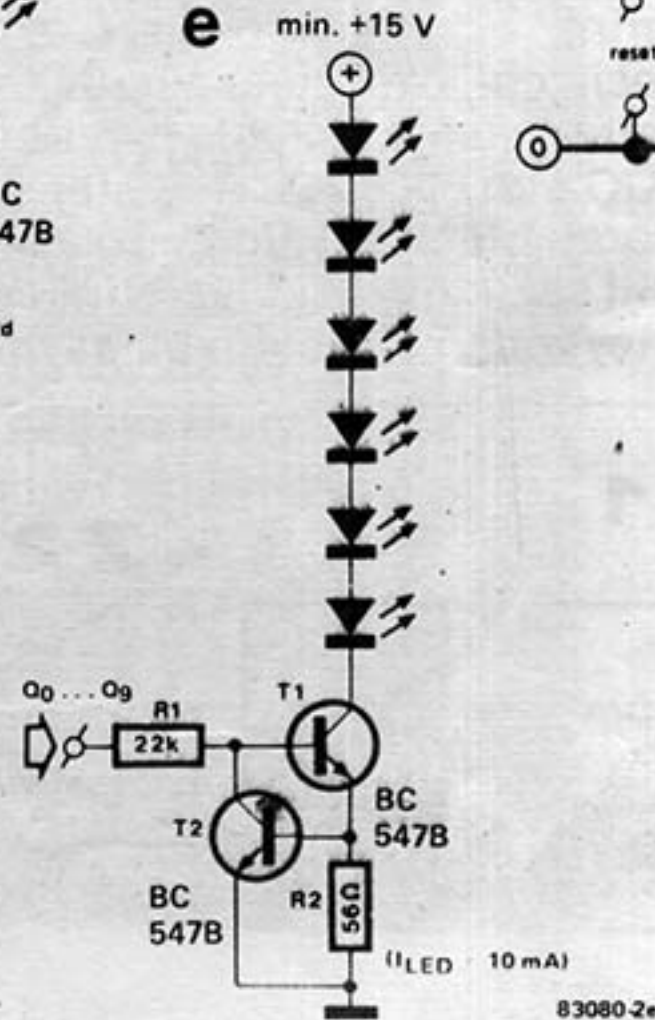 e min. +15 V
+
reset
0
C
47B
d
Q0 ... Q9
R1
22k
T1
BC
547B
T2
BC
547B
R2
56Ω
(ILED 10 mA)
83080-2e